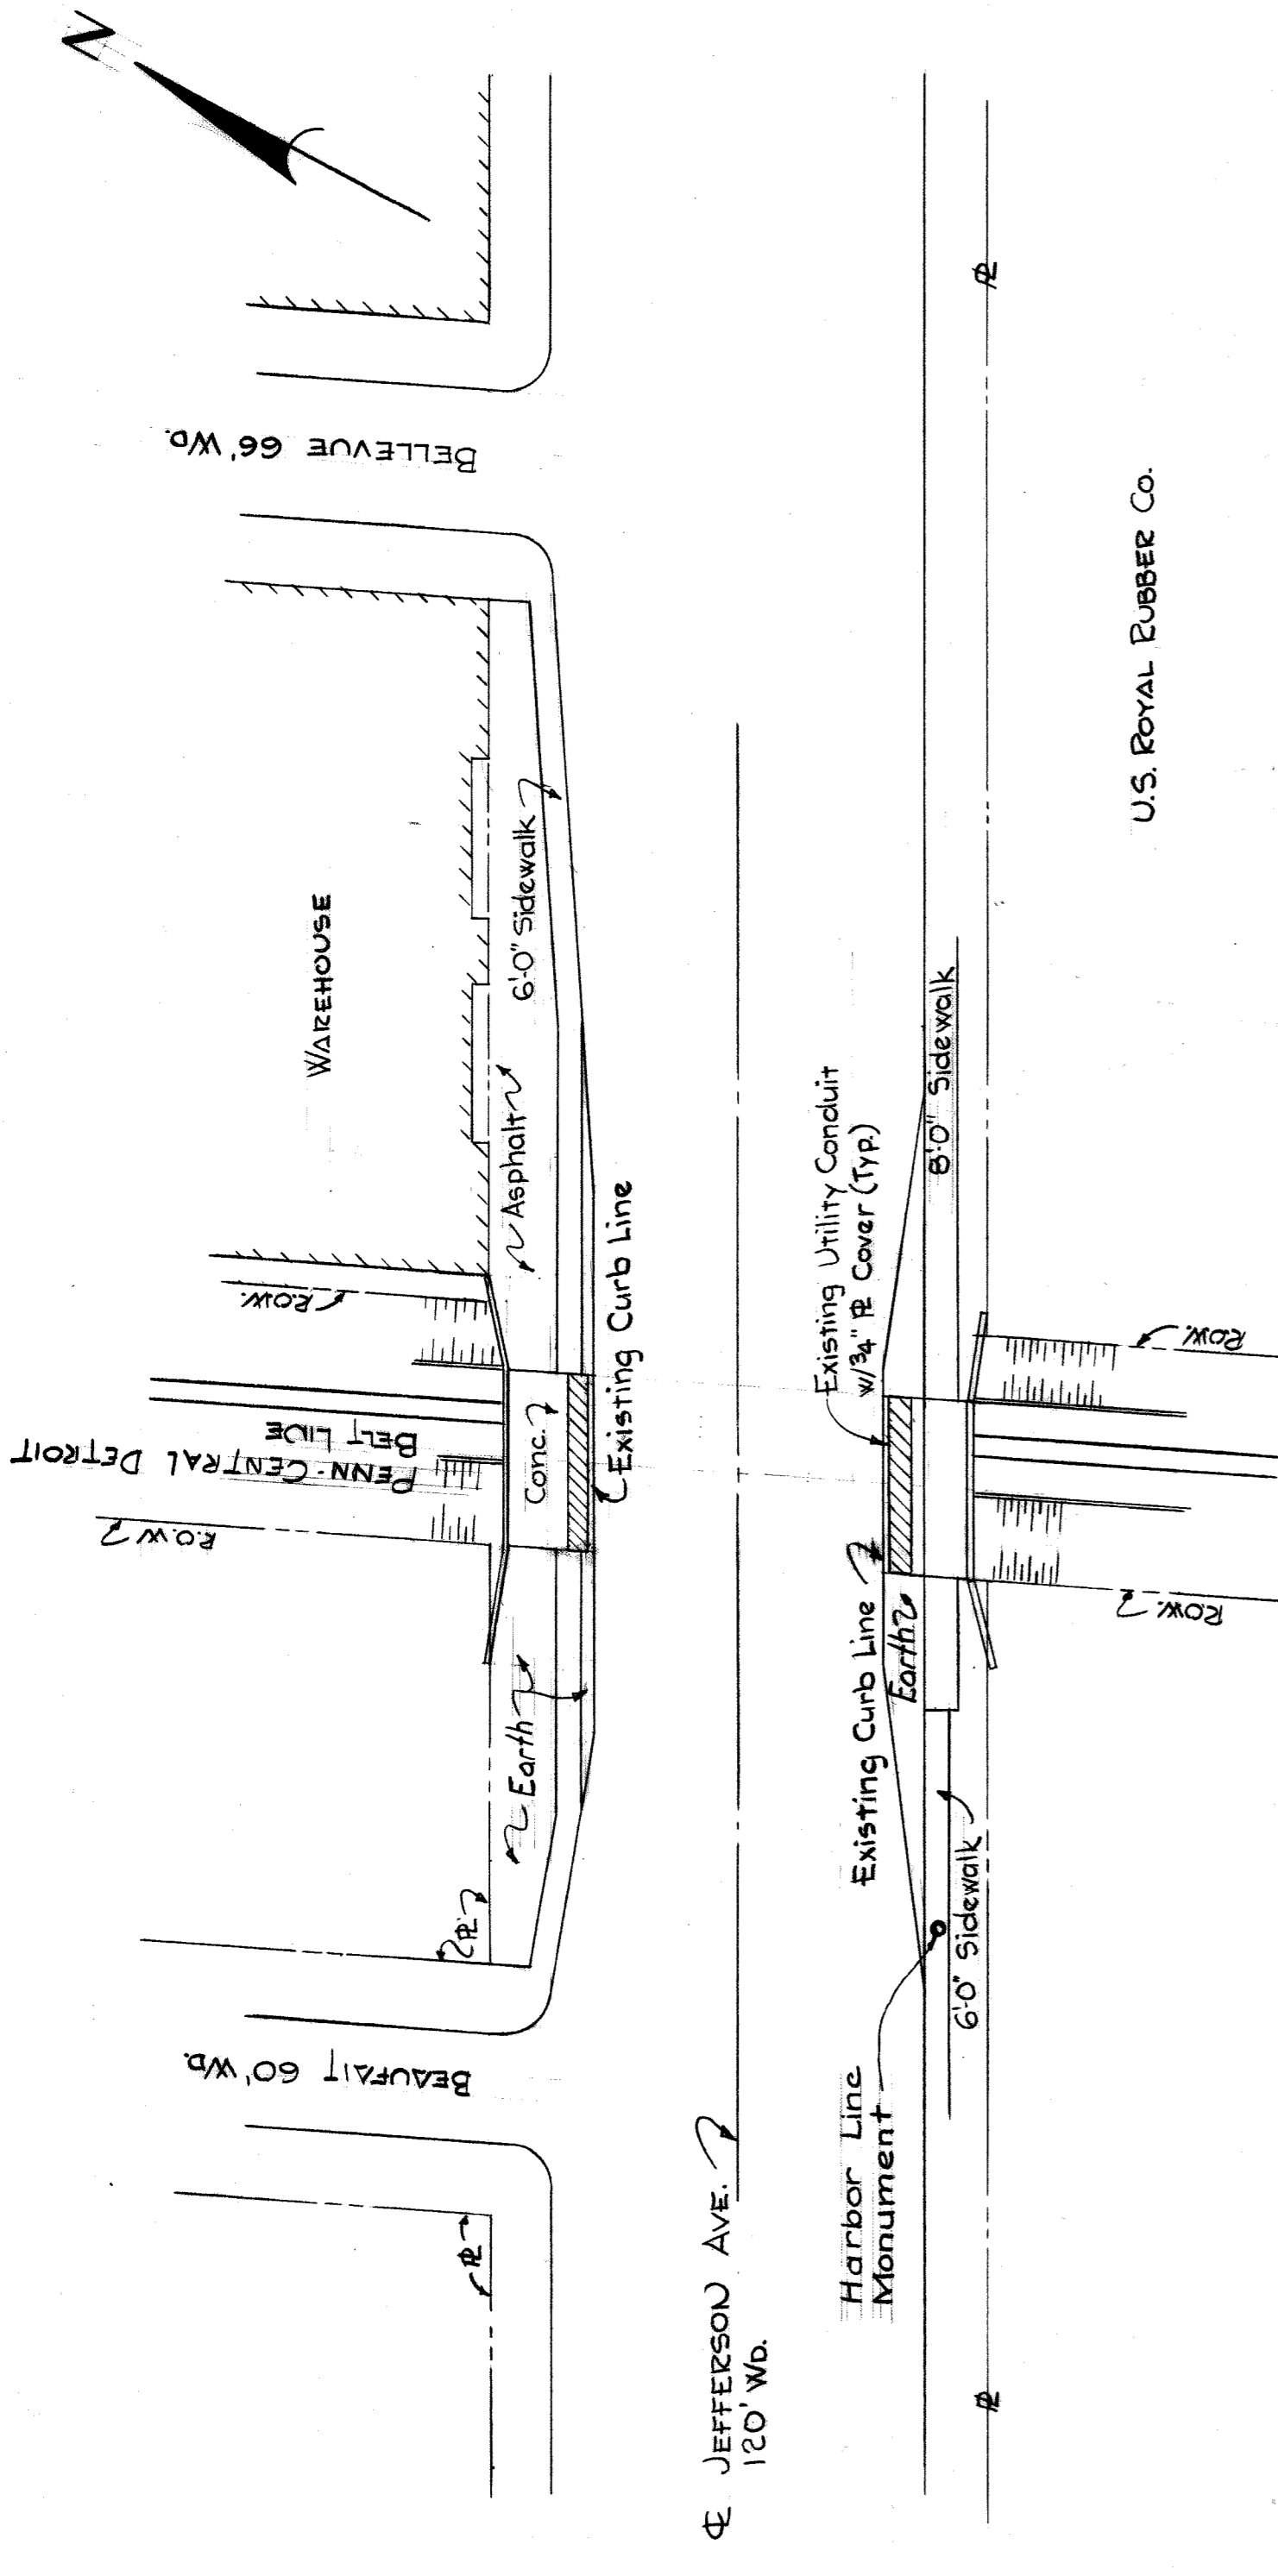 N
BELLEVUE 66' WD.
WAREHOUSE
6'-0" Sidewalk
Asphalt
R.O.W.
PENN-CENTRAL DETROIT
BELT LINE
R.O.W.
Conc.
Existing Curb Line
Earth
℄
BEAUFAIT 60' WD.
℄ JEFFERSON AVE.
120' WD.
Existing Utility Conduit
w/ 3/4" ℄ Cover (Typ.)
8'-0" Sidewalk
Existing Curb Line
Earth
R.O.W.
R.O.W.
6'-0" Sidewalk
Harbor Line
Monument
U.S. ROYAL RUBBER CO.